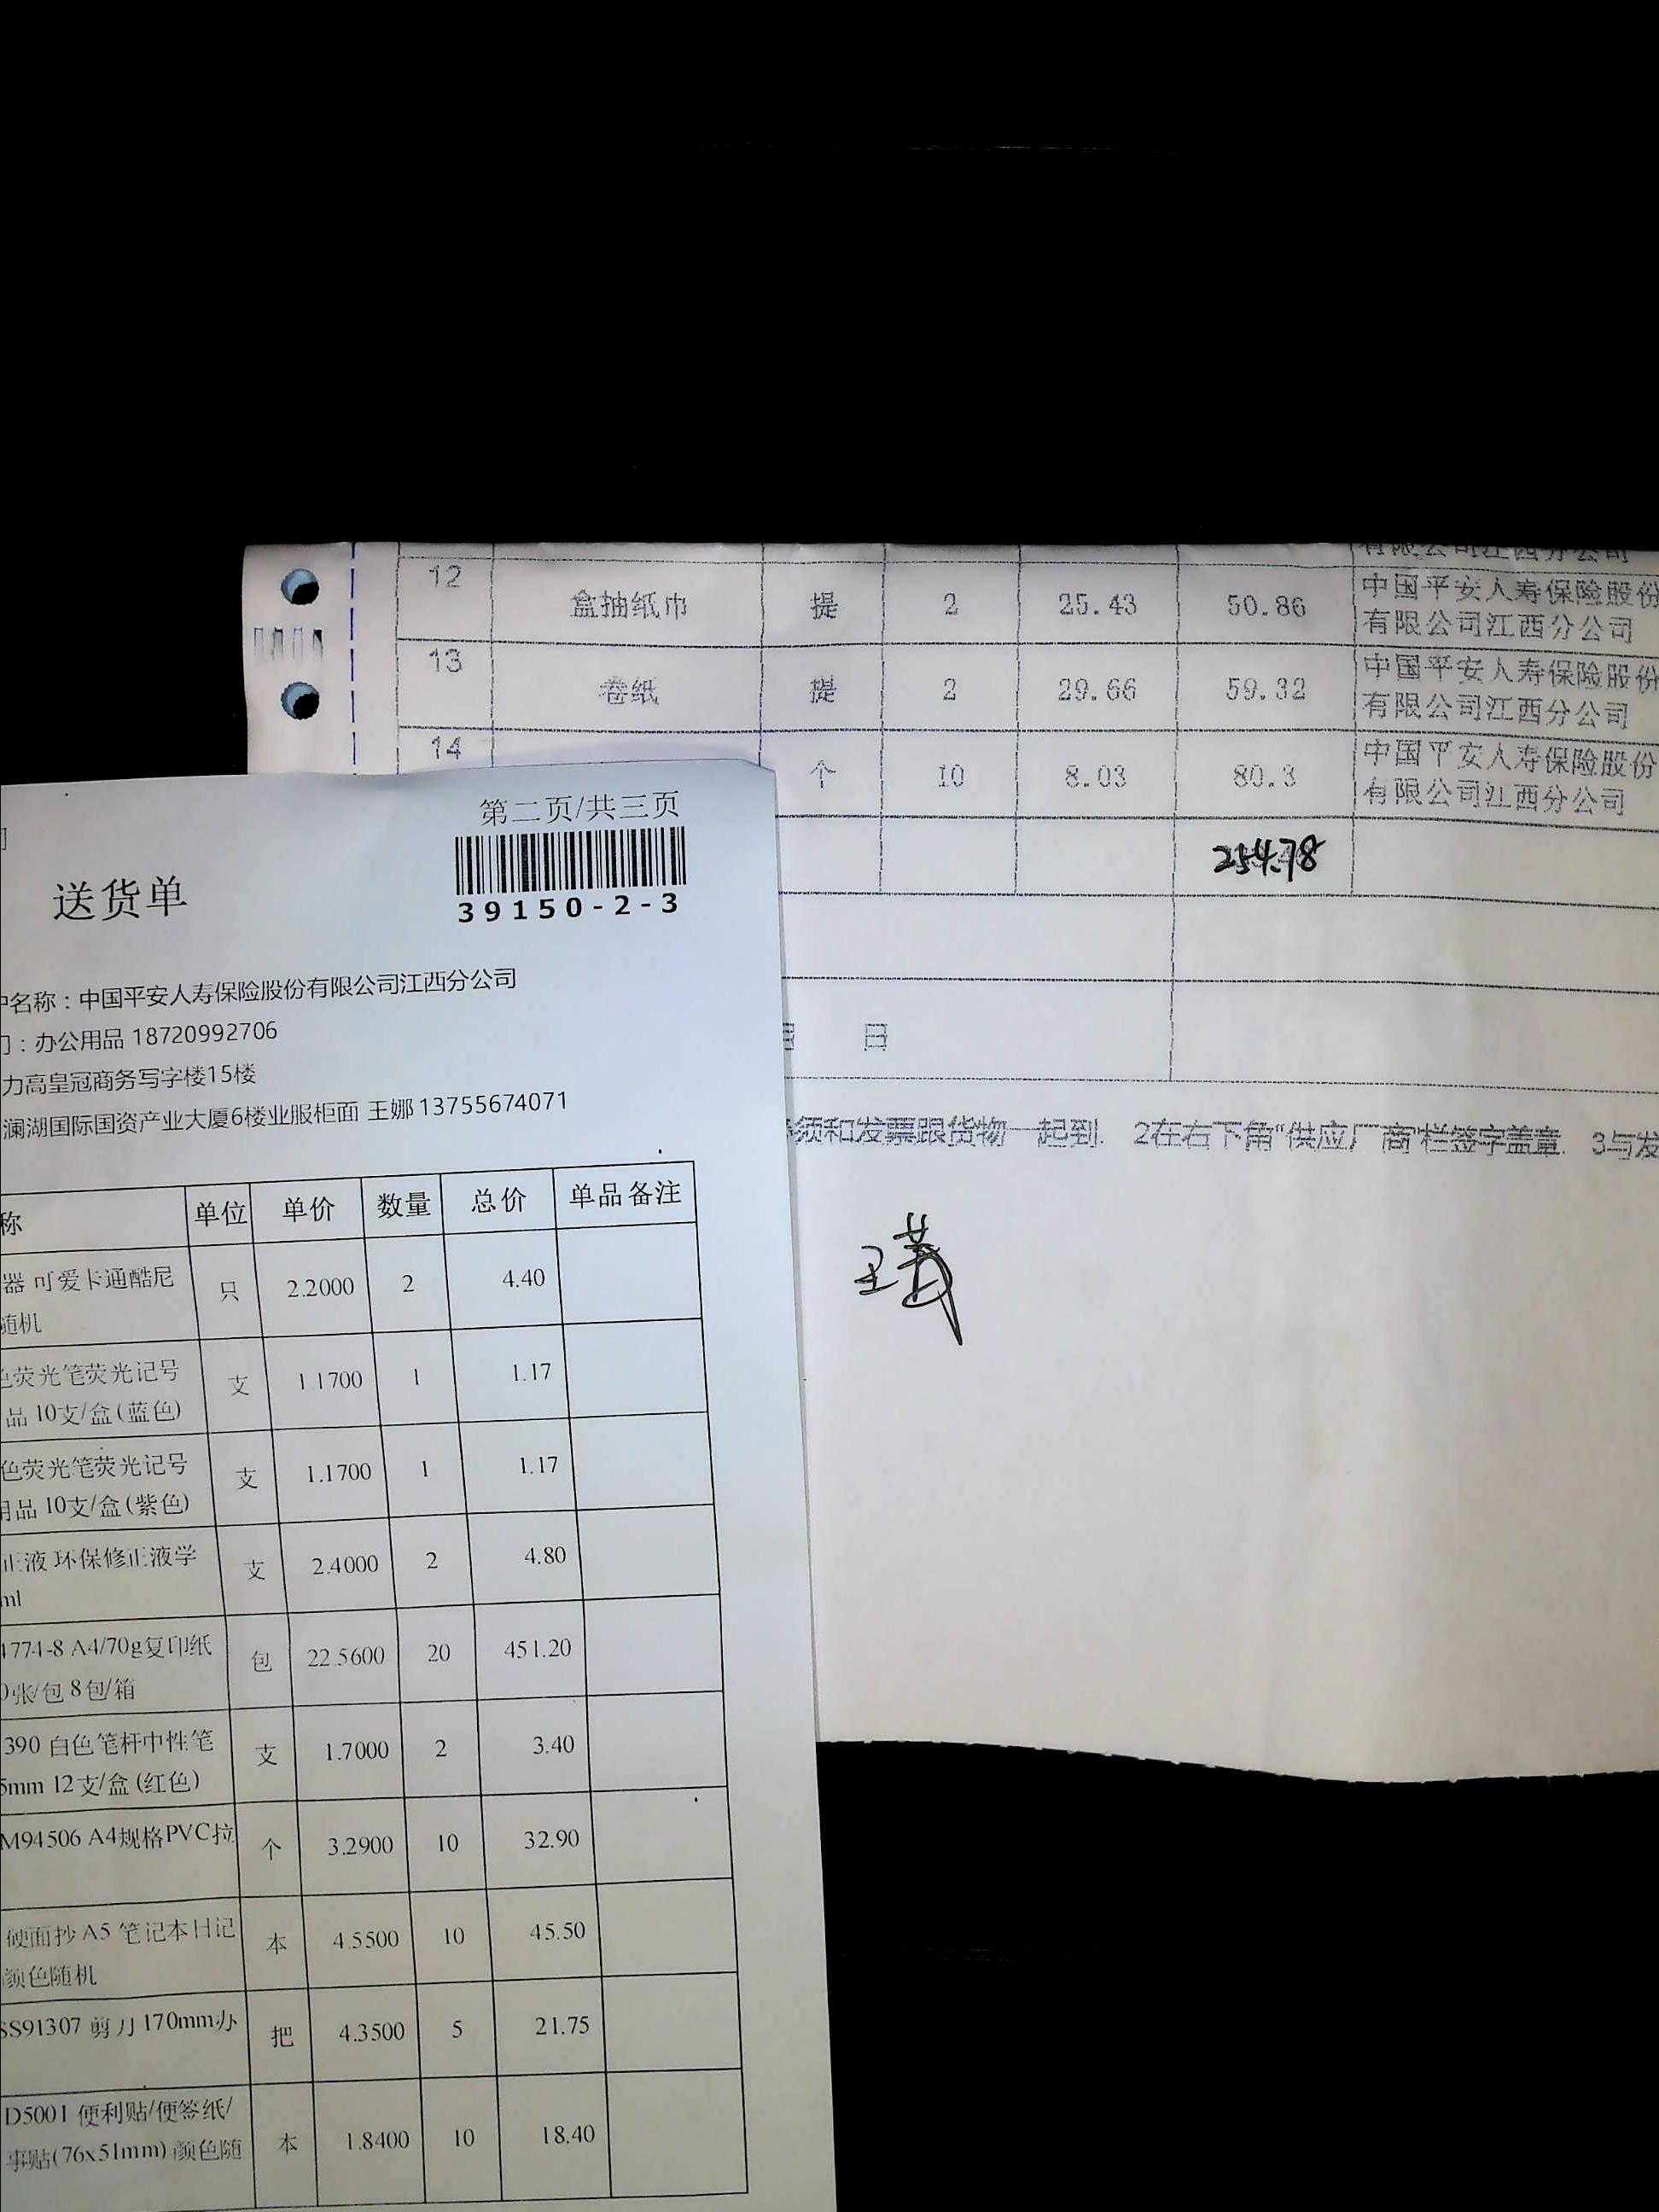 有限公司江西分公司
12 盒抽纸巾 提 2 25.43 50.86 中国平安人寿保险股份
有限公司江西分公司
13 卷纸 提 2 29.66 59.32 中国平安人寿保险股份
有限公司江西分公司
14 个 10 8.03 80.3 中国平安人寿保险股份
有限公司江西分公司
254.78
日
须和发票跟货物一起到. 2在右下角“供应厂商”栏签字盖章. 3与发
第二页/共三页
39150-2-3
送货单
户名称：中国平安人寿保险股份有限公司江西分公司
门：办公用品 18720992706
力高皇冠商务写字楼15楼
澜湖国际国资产业大厦6楼业服柜面 王娜 13755674071
称 单位 单价 数量 总价 单品备注
器 可爱卡通酷尼
随机
只 2.2000 2 4.40
色荧光笔荧光记号
品 10支/盒(蓝色)
支 1.1700 1 1.17
色荧光笔荧光记号
用品 10支/盒(紫色)
支 1.1700 1 1.17
正液 环保修正液学
ml
支 2.4000 2 4.80
1774-8 A4/70g复印纸
0张/包 8包/箱
包 22.5600 20 451.20
390 白色笔杆中性笔
5mm 12支/盒(红色)
支 1.7000 2 3.40
M94506 A4规格PVC拉
个 3.2900 10 32.90
硬面抄 A5 笔记本日记
颜色随机
本 4.5500 10 45.50
SS91307 剪刀 170mm办
把 4.3500 5 21.75
D5001 便利贴/便签纸/
事贴(76x51mm) 颜色随
本 1.8400 10 18.40